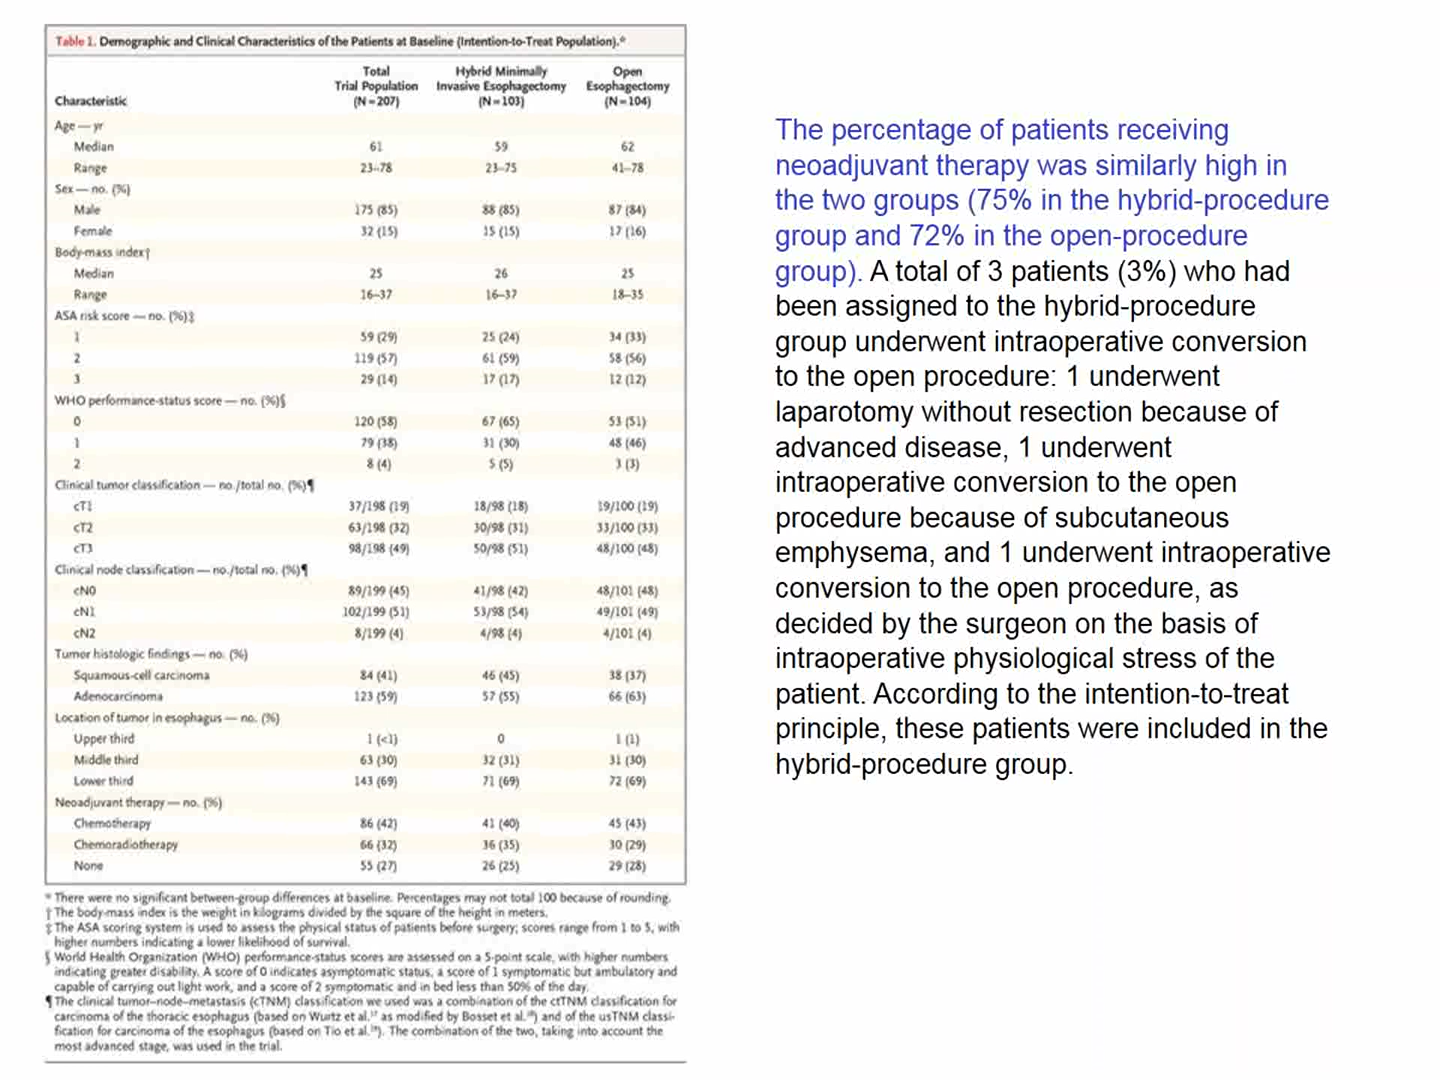 Table 1. Demographic and Clinical Characteristics of the Patients at Baseline (Intention-to-Treat Population).*
Characteristic Total Trial Population (N=207) Hybrid Minimally Invasive Esophagectomy (N=103) Open Esophagectomy (N=104)
Age — yr
Median 61 59 62
Range 23–78 23–75 41–78
Sex — no. (%)
Male 175 (85) 88 (85) 87 (84)
Female 32 (15) 15 (15) 17 (16)
Body-mass index†
Median 25 26 25
Range 16–37 16–37 18–35
ASA risk score — no. (%)‡
1 59 (29) 25 (24) 34 (33)
2 119 (57) 61 (59) 58 (56)
3 29 (14) 17 (17) 12 (12)
WHO performance-status score — no. (%)§
0 120 (58) 67 (65) 53 (51)
1 79 (38) 31 (30) 48 (46)
2 8 (4) 5 (5) 3 (3)
Clinical tumor classification — no./total no. (%)¶
cT1 37/198 (19) 18/98 (18) 19/100 (19)
cT2 63/198 (32) 30/98 (31) 33/100 (33)
cT3 98/198 (49) 50/98 (51) 48/100 (48)
Clinical node classification — no./total no. (%)¶
cN0 89/199 (45) 41/98 (42) 48/101 (48)
cN1 102/199 (51) 53/98 (54) 49/101 (49)
cN2 8/199 (4) 4/98 (4) 4/101 (4)
Tumor histologic findings — no. (%)
Squamous-cell carcinoma 84 (41) 46 (45) 38 (37)
Adenocarcinoma 123 (59) 57 (55) 66 (63)
Location of tumor in esophagus — no. (%)
Upper third 1 (<1) 0 1 (1)
Middle third 63 (30) 32 (31) 31 (30)
Lower third 143 (69) 71 (69) 72 (69)
Neoadjuvant therapy — no. (%)
Chemotherapy 86 (42) 41 (40) 45 (43)
Chemoradiotherapy 66 (32) 36 (35) 30 (29)
None 55 (27) 26 (25) 29 (28)
* There were no significant between-group differences at baseline. Percentages may not total 100 because of rounding.
† The body-mass index is the weight in kilograms divided by the square of the height in meters.
‡ The ASA scoring system is used to assess the physical status of patients before surgery; scores range from 1 to 5, with
higher numbers indicating a lower likelihood of survival.
§ World Health Organization (WHO) performance-status scores are assessed on a 5-point scale, with higher numbers
indicating greater disability. A score of 0 indicates asymptomatic status, a score of 1 symptomatic but ambulatory and
capable of carrying out light work, and a score of 2 symptomatic and in bed less than 50% of the day.
¶ The clinical tumor–node–metastasis (cTNM) classification we used was a combination of the ctTNM classification for
carcinoma of the thoracic esophagus (based on Wurtz et al.17 as modified by Bosset et al.18) and of the usTNM classi-
fication for carcinoma of the esophagus (based on Tio et al.19). The combination of the two, taking into account the
most advanced stage, was used in the trial.
The percentage of patients receiving
neoadjuvant therapy was similarly high in
the two groups (75% in the hybrid-procedure
group and 72% in the open-procedure
group). A total of 3 patients (3%) who had
been assigned to the hybrid-procedure
group underwent intraoperative conversion
to the open procedure: 1 underwent
laparotomy without resection because of
advanced disease, 1 underwent
intraoperative conversion to the open
procedure because of subcutaneous
emphysema, and 1 underwent intraoperative
conversion to the open procedure, as
decided by the surgeon on the basis of
intraoperative physiological stress of the
patient. According to the intention-to-treat
principle, these patients were included in the
hybrid-procedure group.